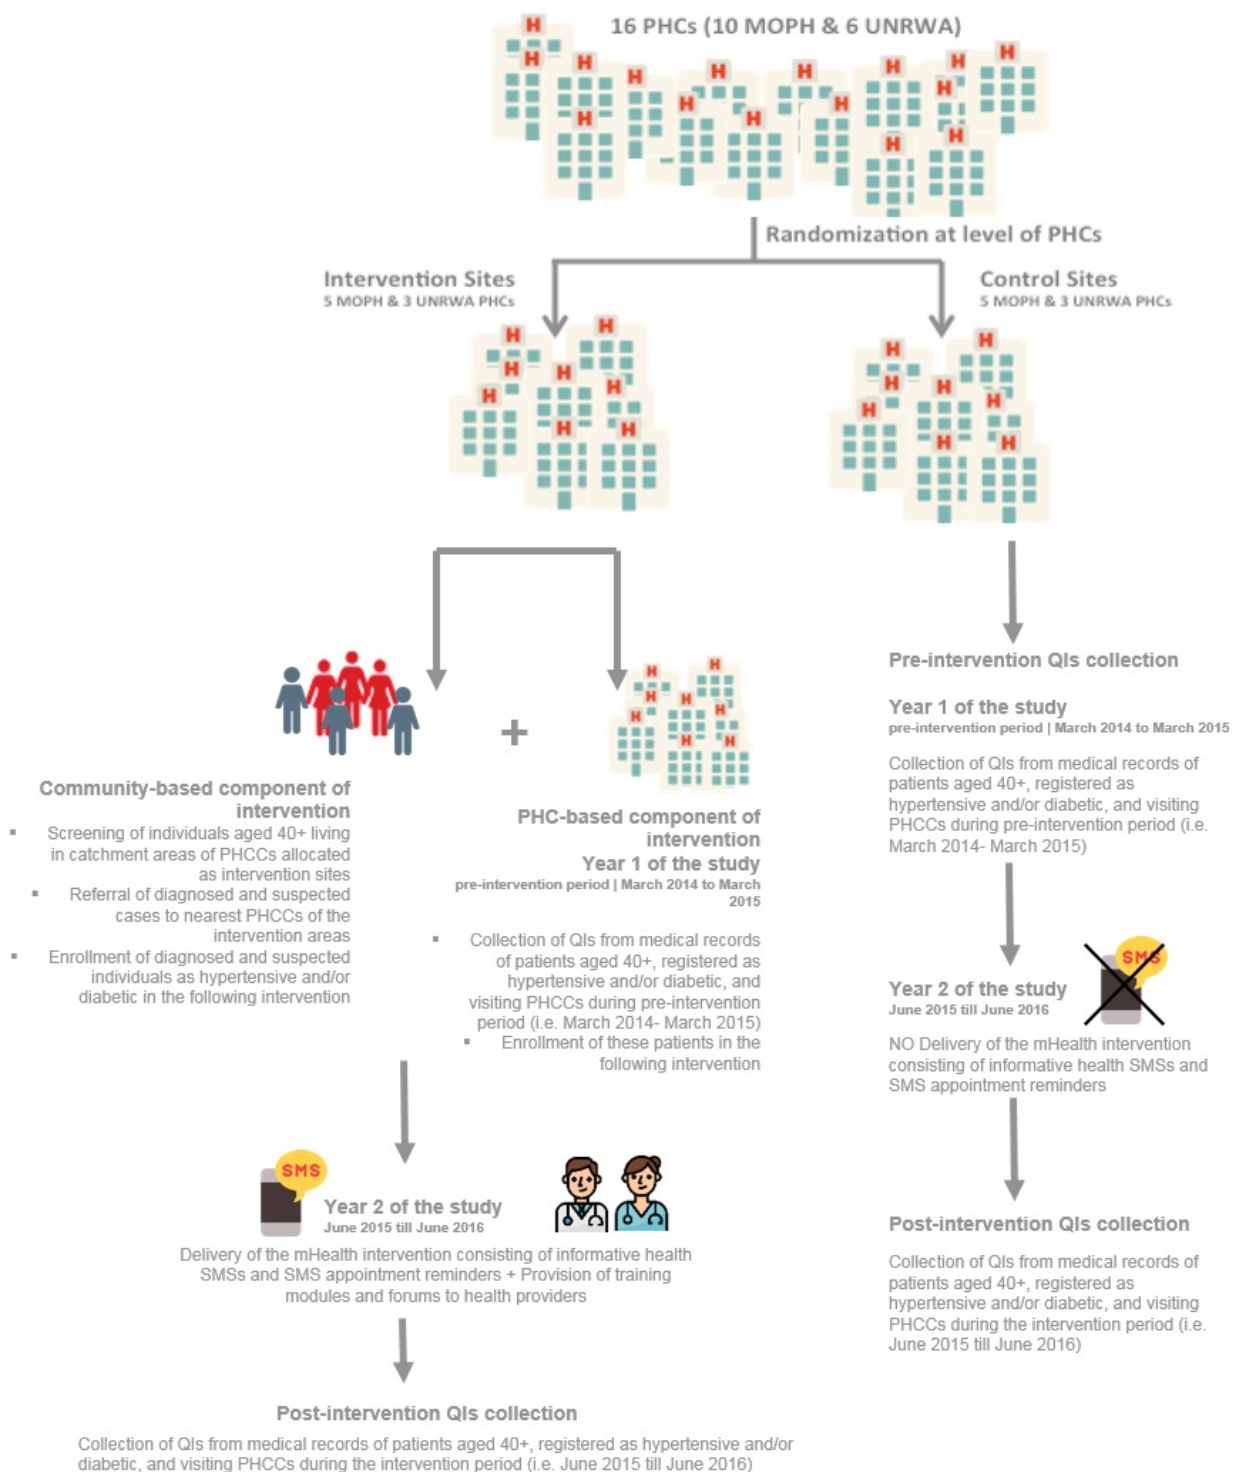 16 PHCs (10 MOPH & 6 UNRWA)
Randomization at level of PHCs
Intervention Sites
5 MOPH & 3 UNRWA PHCs
Control Sites
5 MOPH & 3 UNRWA PHCs
+
Community-based component of
intervention
▪ Screening of individuals aged 40+ living
in catchment areas of PHCCs allocated
as intervention sites
▪ Referral of diagnosed and suspected
cases to nearest PHCCs of the
intervention areas
▪ Enrollment of diagnosed and suspected
individuals as hypertensive and/or
diabetic in the following intervention
PHC-based component of
intervention
Year 1 of the study
pre-intervention period | March 2014 to March
2015
▪ Collection of QIs from medical records
of patients aged 40+, registered as
hypertensive and/or diabetic, and
visiting PHCCs during pre-intervention
period (i.e. March 2014- March 2015)
▪ Enrollment of these patients in the
following intervention
SMS
Year 2 of the study
June 2015 till June 2016
Delivery of the mHealth intervention consisting of informative health
SMSs and SMS appointment reminders + Provision of training
modules and forums to health providers
Post-intervention QIs collection
Collection of QIs from medical records of patients aged 40+, registered as hypertensive and/or
diabetic, and visiting PHCCs during the intervention period (i.e. June 2015 till June 2016)
Pre-intervention QIs collection
Year 1 of the study
pre-intervention period | March 2014 to March 2015
Collection of QIs from medical records of
patients aged 40+, registered as
hypertensive and/or diabetic, and visiting
PHCCs during pre-intervention period (i.e.
March 2014- March 2015)
SMS
Year 2 of the study
June 2015 till June 2016
NO Delivery of the mHealth intervention
consisting of informative health SMSs and
SMS appointment reminders
Post-intervention QIs collection
Collection of QIs from medical records of
patients aged 40+, registered as
hypertensive and/or diabetic, and visiting
PHCCs during the intervention period (i.e.
June 2015 till June 2016)